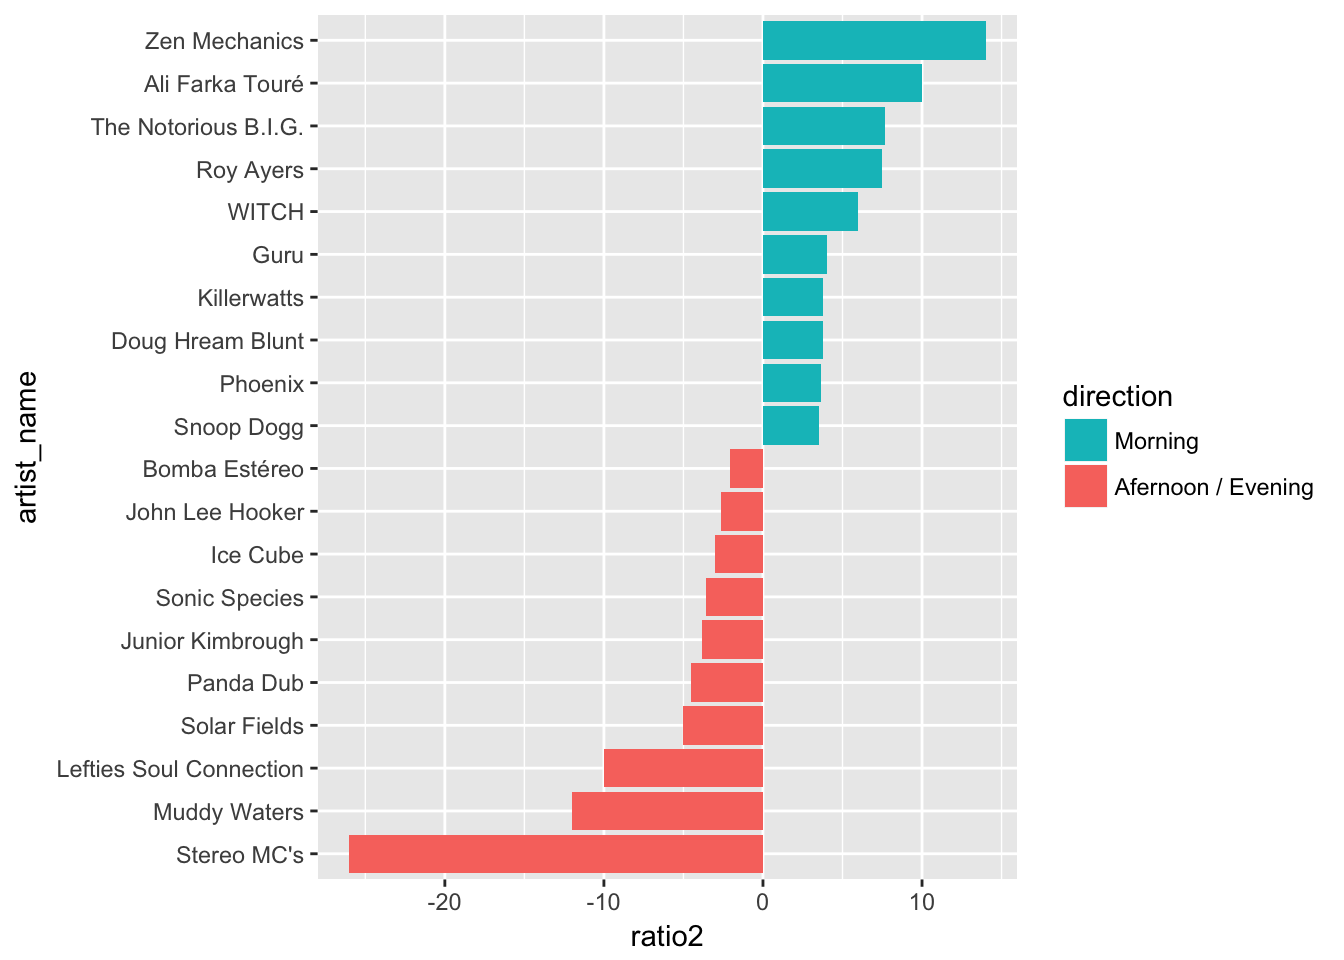 Zen Mechanics
Ali Farka Touré
The Notorious B.I.G.
Roy Ayers
WITCH
Guru
Killerwatts
Doug Hream Blunt
Phoenix
Snoop Dogg
Bomba Estéreo
John Lee Hooker
Ice Cube
Sonic Species
Junior Kimbrough
Panda Dub
Solar Fields
Lefties Soul Connection
Muddy Waters
Stereo MC's
artist_name
-20 -10 0 10
ratio2
direction
Morning
Afernoon / Evening